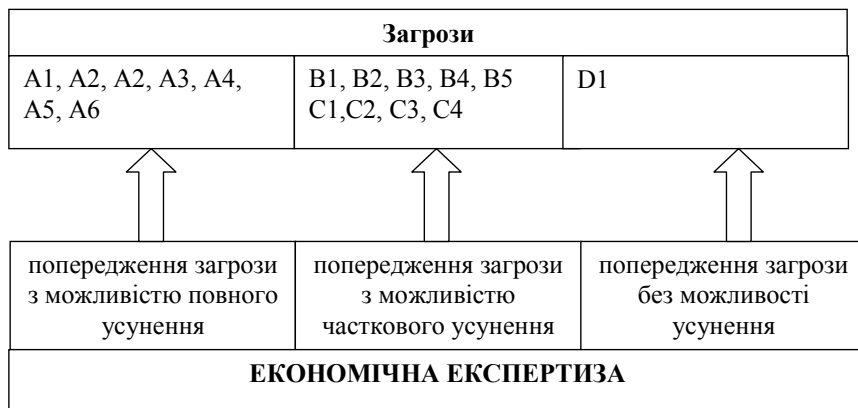 Загрози
A1, A2, A2, A3, A4,
A5, A6
B1, B2, B3, B4, B5
C1,C2, C3, C4
D1
попередження загрози
з можливістю повного
усунення
попередження загрози
з можливістю
часткового усунення
попередження загрози
без можливості
усунення
ЕКОНОМІЧНА ЕКСПЕРТИЗА